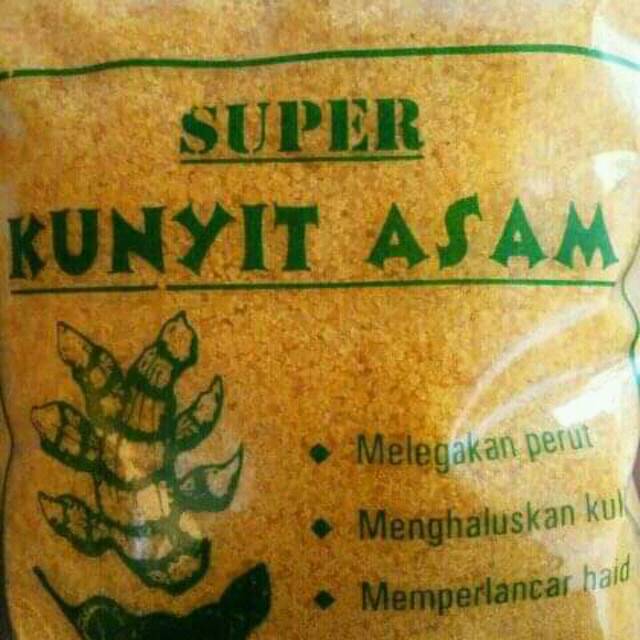 SUPER
KUNYIT ASAM
Melegakan perut
Menghaluskan kul
Memperlancar haid